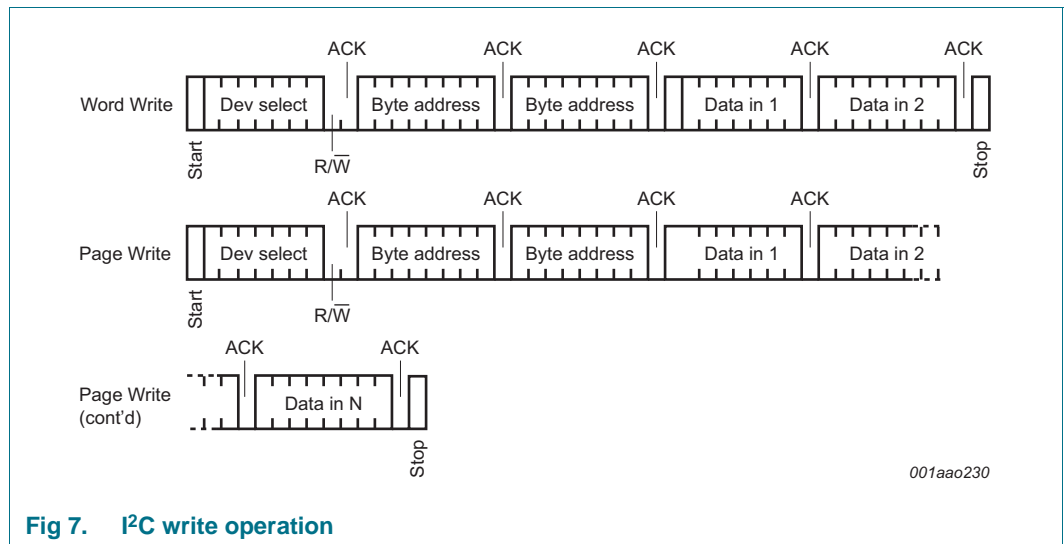 ACK ACK ACK ACK ACK
Word Write Dev select Byte address Byte address Data in 1 Data in 2
Start R/W̅ Stop
ACK ACK ACK ACK
Page Write Dev select Byte address Byte address Data in 1 Data in 2
Start R/W̅
ACK ACK
Page Write
(cont'd) Data in N
Stop
001aao230
Fig 7. I²C write operation